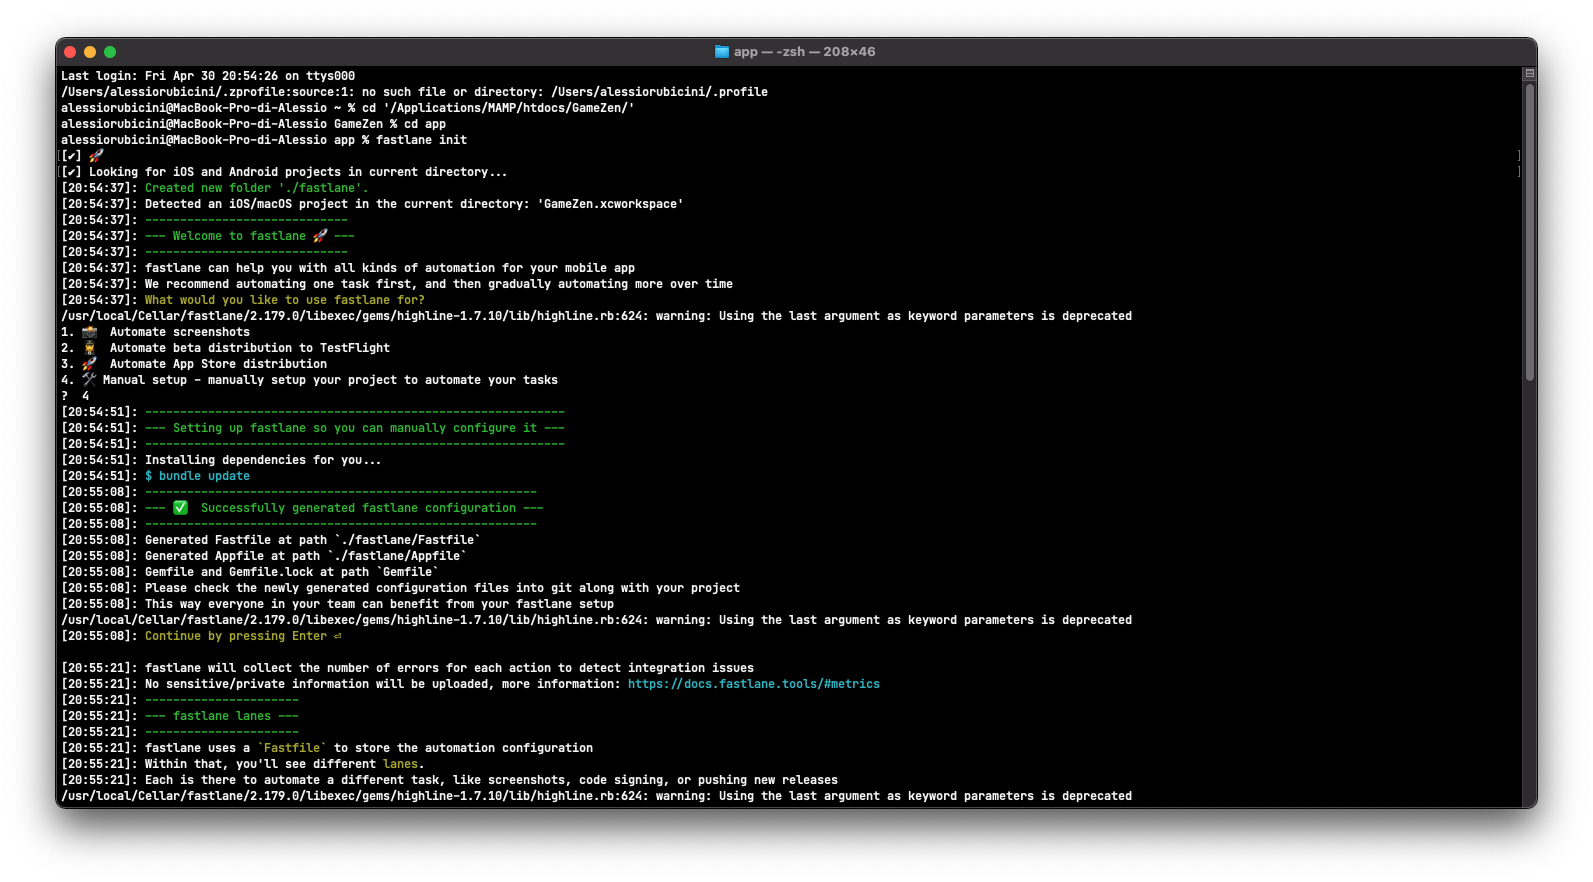 app — -zsh — 208×46
Last login: Fri Apr 30 20:54:26 on ttys000
/Users/alessiorubicini/.zprofile:source:1: no such file or directory: /Users/alessiorubicini/.profile
alessiorubicini@MacBook-Pro-di-Alessio ~ % cd '/Applications/MAMP/htdocs/GameZen/'
alessiorubicini@MacBook-Pro-di-Alessio GameZen % cd app
alessiorubicini@MacBook-Pro-di-Alessio app % fastlane init
[✔] 🚀
[✔] Looking for iOS and Android projects in current directory...
[20:54:37]: Created new folder './fastlane'.
[20:54:37]: Detected an iOS/macOS project in the current directory: 'GameZen.xcworkspace'
[20:54:37]: -----------------------------
[20:54:37]: --- Welcome to fastlane 🚀 ---
[20:54:37]: -----------------------------
[20:54:37]: fastlane can help you with all kinds of automation for your mobile app
[20:54:37]: We recommend automating one task first, and then gradually automating more over time
[20:54:37]: What would you like to use fastlane for?
/usr/local/Cellar/fastlane/2.179.0/libexec/gems/highline-1.7.10/lib/highline.rb:624: warning: Using the last argument as keyword parameters is deprecated
1. 📸  Automate screenshots
2. 👩‍✈️  Automate beta distribution to TestFlight
3. 🚀  Automate App Store distribution
4. 🛠 Manual setup - manually setup your project to automate your tasks
?  4
[20:54:51]: ------------------------------------------------------------
[20:54:51]: --- Setting up fastlane so you can manually configure it ---
[20:54:51]: ------------------------------------------------------------
[20:54:51]: Installing dependencies for you...
[20:54:51]: $ bundle update
[20:55:08]: --------------------------------------------------------
[20:55:08]: --- ✅  Successfully generated fastlane configuration ---
[20:55:08]: --------------------------------------------------------
[20:55:08]: Generated Fastfile at path `./fastlane/Fastfile`
[20:55:08]: Generated Appfile at path `./fastlane/Appfile`
[20:55:08]: Gemfile and Gemfile.lock at path `Gemfile`
[20:55:08]: Please check the newly generated configuration files into git along with your project
[20:55:08]: This way everyone in your team can benefit from your fastlane setup
/usr/local/Cellar/fastlane/2.179.0/libexec/gems/highline-1.7.10/lib/highline.rb:624: warning: Using the last argument as keyword parameters is deprecated
[20:55:08]: Continue by pressing Enter ⏎
[20:55:21]: fastlane will collect the number of errors for each action to detect integration issues
[20:55:21]: No sensitive/private information will be uploaded, more information: https://docs.fastlane.tools/#metrics
[20:55:21]: ----------------------
[20:55:21]: --- fastlane lanes ---
[20:55:21]: ----------------------
[20:55:21]: fastlane uses a `Fastfile` to store the automation configuration
[20:55:21]: Within that, you'll see different lanes.
[20:55:21]: Each is there to automate a different task, like screenshots, code signing, or pushing new releases
/usr/local/Cellar/fastlane/2.179.0/libexec/gems/highline-1.7.10/lib/highline.rb:624: warning: Using the last argument as keyword parameters is deprecated